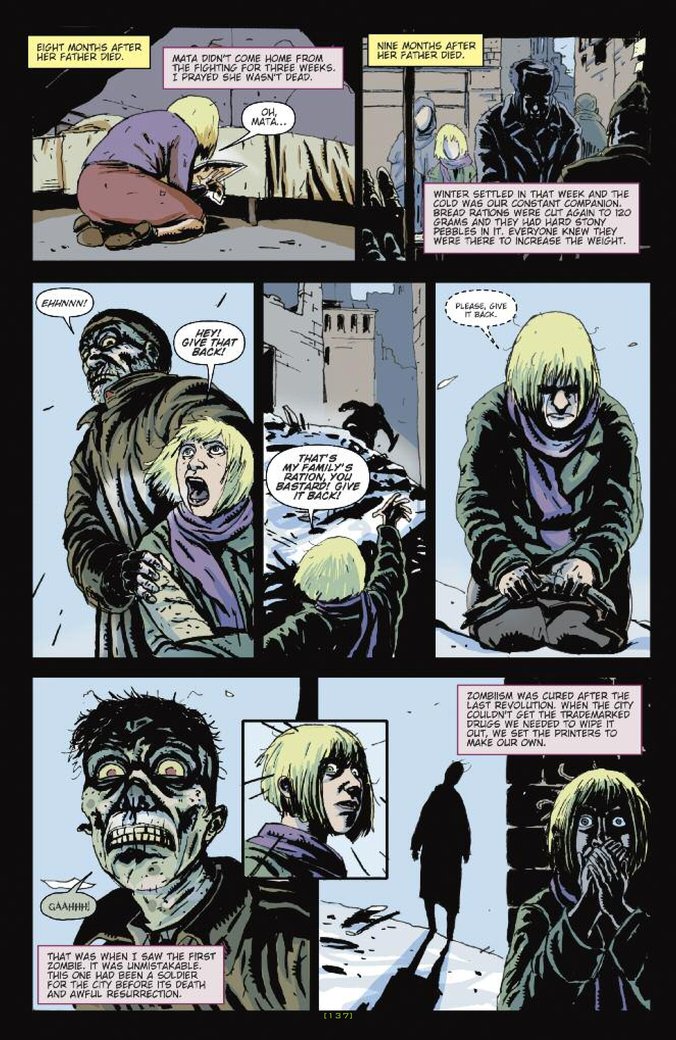 EIGHT MONTHS AFTER
HER FATHER DIED.
MATA DIDN'T COME HOME FROM
THE FIGHTING FOR THREE WEEKS.
I PRAYED SHE WASN'T DEAD.
OH,
MATA...
NINE MONTHS AFTER
HER FATHER DIED.
WINTER SETTLED IN THAT WEEK AND THE
COLD WAS OUR CONSTANT COMPANION.
BREAD RATIONS WERE CUT AGAIN TO 120
GRAMS AND THEY HAD HARD STONY
PEBBLES IN IT. EVERYONE KNEW THEY
WERE THERE TO INCREASE THE WEIGHT.
EHHNNN!
HEY!
GIVE THAT
BACK!
THAT'S
MY FAMILY'S
RATION, YOU
BASTARD! GIVE
IT BACK!
PLEASE, GIVE
IT BACK.
GAAHHH!
THAT WAS WHEN I SAW THE FIRST
ZOMBIE. IT WAS UNMISTAKABLE.
THIS ONE HAD BEEN A SOLDIER
FOR THE CITY BEFORE ITS DEATH
AND AWFUL RESURRECTION.
ZOMBIISM WAS CURED AFTER THE
LAST REVOLUTION. WHEN THE CITY
COULDN'T GET THE TRADEMARKED
DRUGS WE NEEDED TO WIPE IT
OUT, WE SET THE PRINTERS TO
MAKE OUR OWN.
[137]